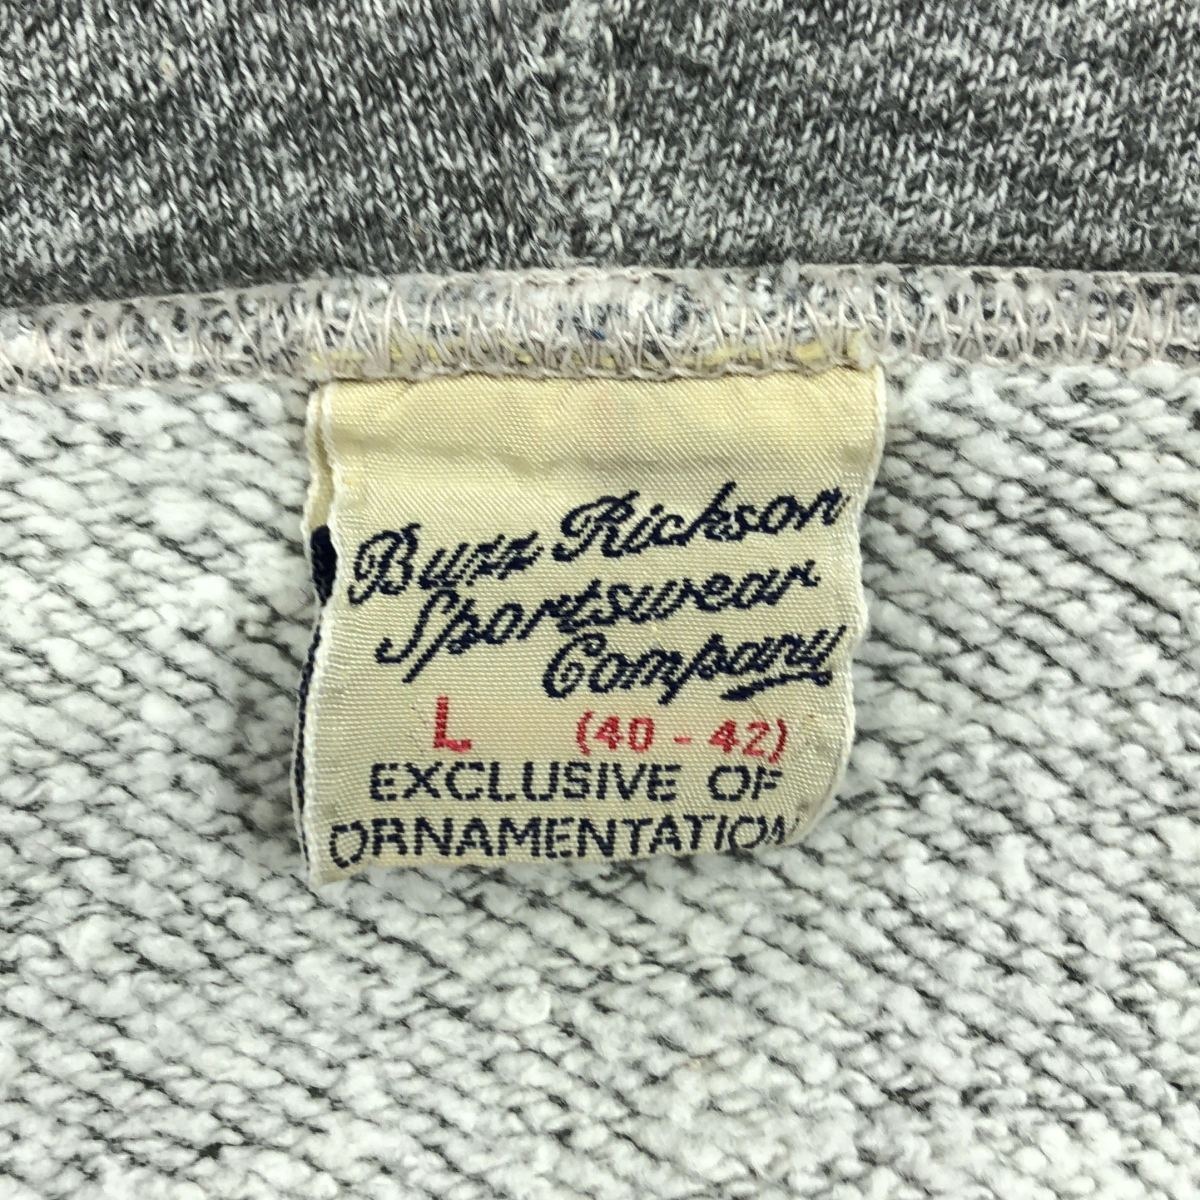 Buzz Rickson
Sportswear
Company
L (40 - 42)
EXCLUSIVE OF
ORNAMENTATION